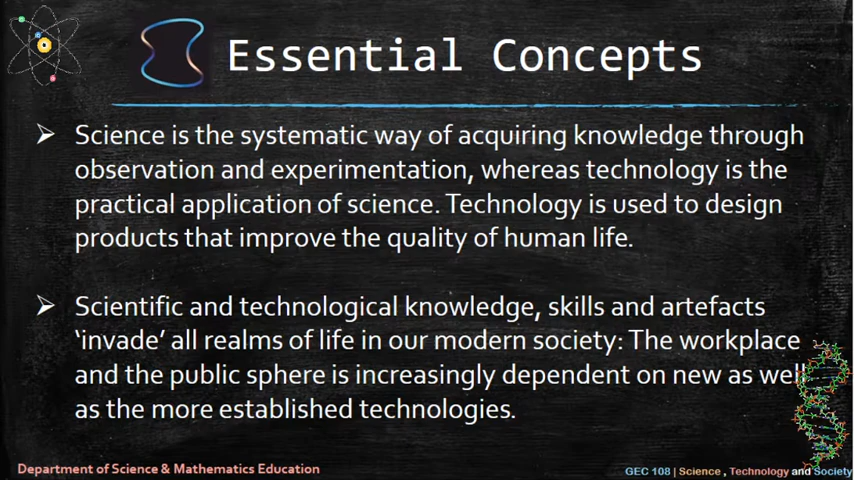 Essential Concepts
➤ Science is the systematic way of acquiring knowledge through
observation and experimentation, whereas technology is the
practical application of science. Technology is used to design
products that improve the quality of human life.
➤ Scientific and technological knowledge, skills and artefacts
‘invade’ all realms of life in our modern society: The workplace
and the public sphere is increasingly dependent on new as well
as the more established technologies.
Department of Science & Mathematics Education
GEC 108 | Science , Technology and Society